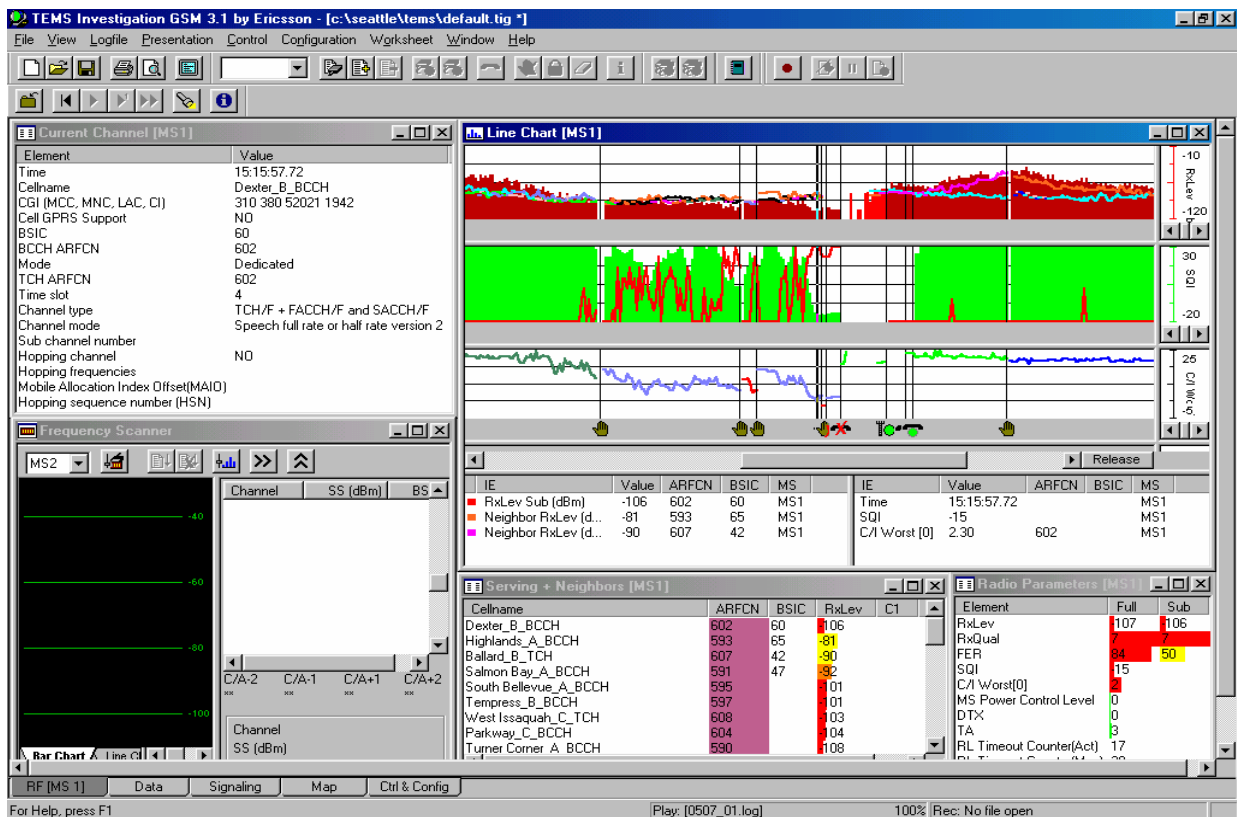 TEMS Investigation GSM 3.1 by Ericsson - [c:\seattle\tems\default.tig *]
File View Logfile Presentation Control Configuration Worksheet Window Help
Current Channel [MS1]
Element Value
Time 15:15:57.72
Cellname Dexter_B_BCCH
CGI (MCC, MNC, LAC, CI) 310 380 52021 1942
Cell GPRS Support NO
BSIC 60
BCCH ARFCN 602
Mode Dedicated
TCH ARFCN 602
Time slot 4
Channel type TCH/F + FACCH/F and SACCH/F
Channel mode Speech full rate or half rate version 2
Sub channel number
Hopping channel NO
Hopping frequencies
Mobile Allocation Index Offset(MAIO)
Hopping sequence number (HSN)
Line Chart [MS1]
-10
RxLev
-120
30
SQI
-20
25
C/I Wc
-5.
Release
IE Value ARFCN BSIC MS
RxLev Sub (dBm) -106 602 60 MS1
Neighbor RxLev (d... -81 593 65 MS1
Neighbor RxLev (d... -90 607 42 MS1
IE Value ARFCN BSIC MS
Time 15:15:57.72 MS1
SQI -15 MS1
C/I Worst [0] 2.30 602 MS1
Frequency Scanner
MS2
-40
-60
-80
-100
Channel SS (dBm) BS
C/A-2 C/A-1 C/A+1 C/A+2
xx xx xx xx
Channel
SS (dBm)
Bar Chart Line Cl
Serving + Neighbors [MS1]
Cellname ARFCN BSIC RxLev C1
Dexter_B_BCCH 602 60 -106
Highlands_A_BCCH 593 65 -81
Ballard_B_TCH 607 42 -90
Salmon Bay_A_BCCH 591 47 -92
South Bellevue_A_BCCH 595 -101
Tempress_B_BCCH 597 -101
West Issaquah_C_TCH 608 -103
Parkway_C_BCCH 604 -104
Turner Corner_A_BCCH 590 -108
Radio Parameters [MS1]
Element Full Sub
RxLev -107 -106
RxQual 7 7
FER 84 50
SQI -15
C/I Worst[0] 2
MS Power Control Level 0
DTX 0
TA 3
RL Timeout Counter(Act) 17
RF [MS 1] Data Signaling Map Ctrl & Config
For Help, press F1
Play: [0507_01.log]
100% Rec: No file open